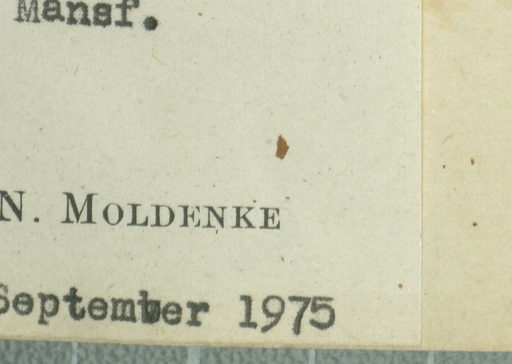 Mansf.
N. MOLDENKE
September 1975